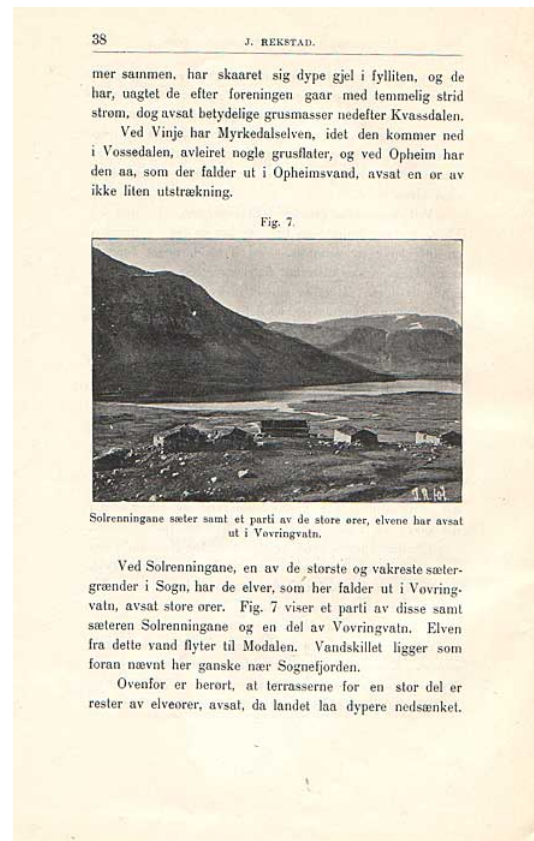 38
J. REKSTAD.
mer sammen, har skaaret sig dype gjel i fylliten, og de
har, uagtet de efter foreningen gaar med temmelig strid
strøm, dog avsat betydelige grusmasser nedefter Kvassdalen.
Ved Vinje har Myrkedalselven, idet den kommer ned
i Vossedalen, avleiret nogle grusflater, og ved Opheim har
den aa, som der falder ut i Opheimsvand, avsat en ør av
ikke liten utstrækning.
Fig. 7.
J. R. fot
Solrenningane sæter samt et parti av de store ører, elvene har avsat
ut i Vøvringvatn.
Ved Solrenningane, en av de største og vakreste sæter-
grænder i Sogn, har de elver, som her falder ut i Vøvring-
vatn, avsat store ører. Fig. 7 viser et parti av disse samt
sæteren Solrenningane og en del av Vovringvatn. Elven
fra dette vand flyter til Modalen. Vandskillet ligger som
foran nævnt her ganske nær Sognefjorden.
Ovenfor er berørt, at terrasserne for en stor del er
rester av elveører, avsat, da landet laa dypere nedsænket.